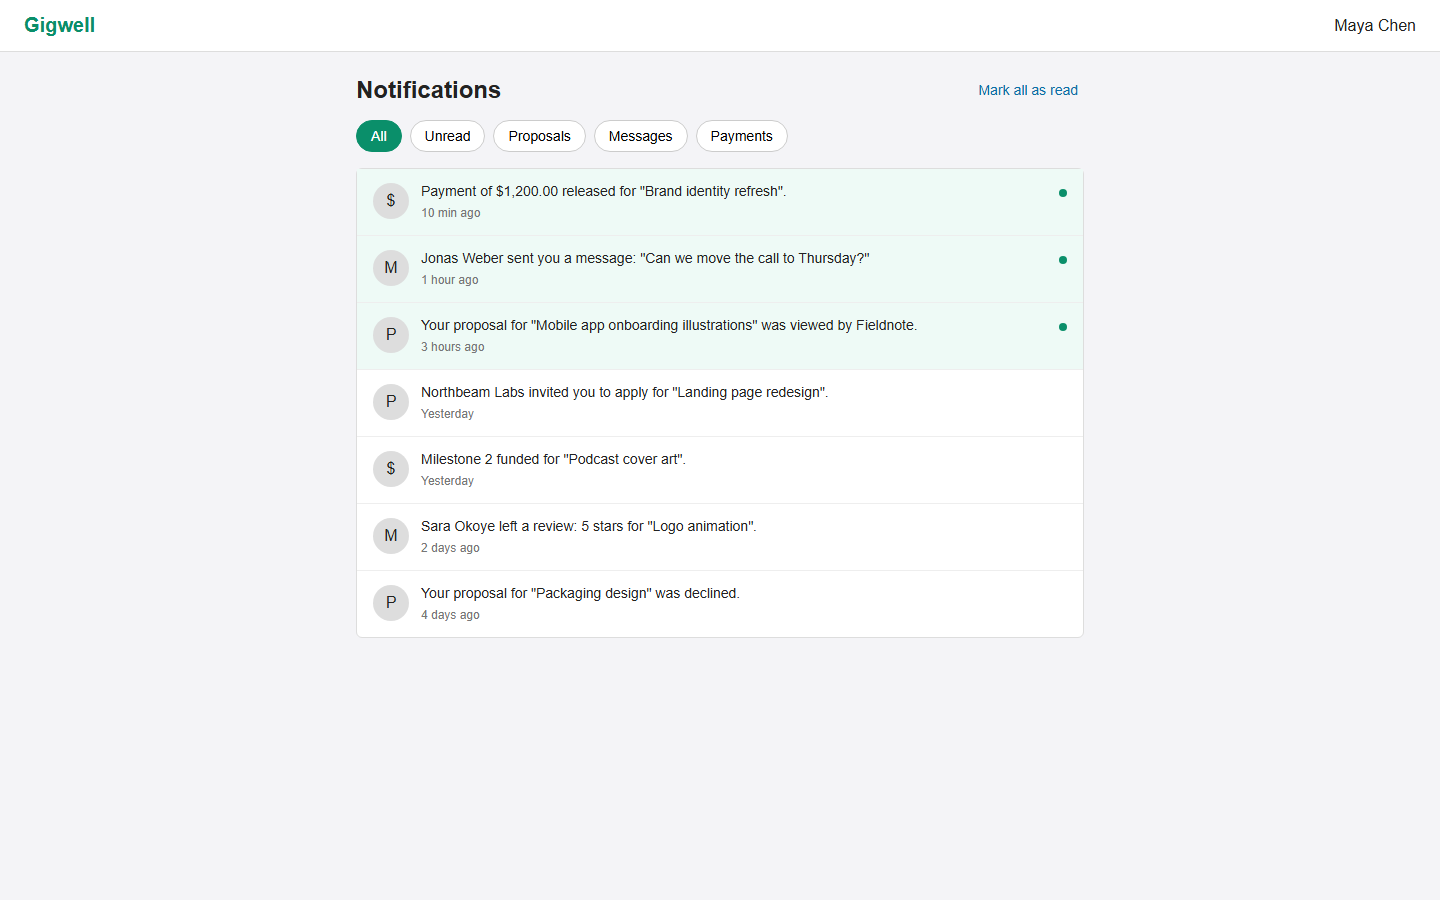 Gigwell
Maya Chen
Notifications
Mark all as read
All
Unread
Proposals
Messages
Payments
$
Payment of $1,200.00 released for "Brand identity refresh".
10 min ago
M
Jonas Weber sent you a message: "Can we move the call to Thursday?"
1 hour ago
P
Your proposal for "Mobile app onboarding illustrations" was viewed by Fieldnote.
3 hours ago
P
Northbeam Labs invited you to apply for "Landing page redesign".
Yesterday
$
Milestone 2 funded for "Podcast cover art".
Yesterday
M
Sara Okoye left a review: 5 stars for "Logo animation".
2 days ago
P
Your proposal for "Packaging design" was declined.
4 days ago